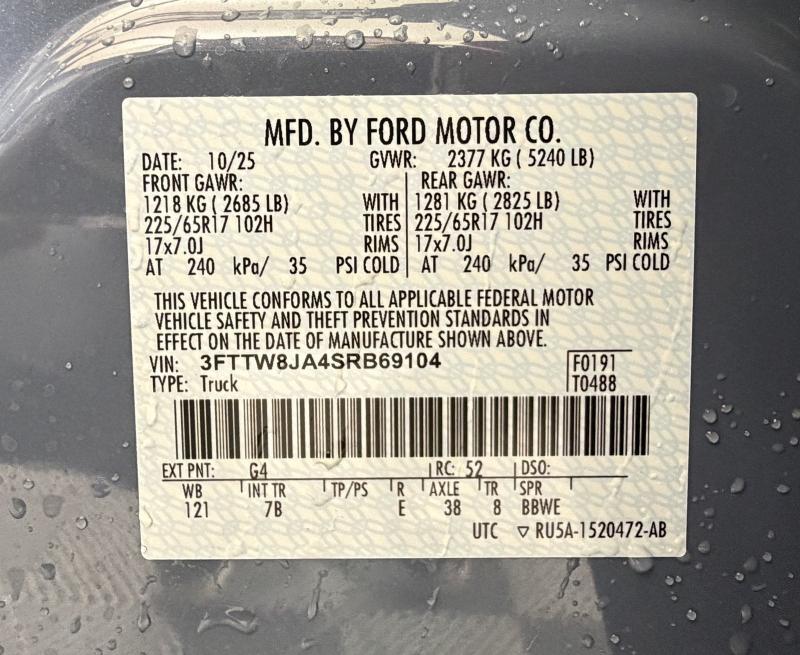 MFD. BY FORD MOTOR CO.
DATE: 10/25 GVWR: 2377 KG ( 5240 LB)
FRONT GAWR: REAR GAWR:
1218 KG ( 2685 LB) WITH 1281 KG ( 2825 LB) WITH
225/65R17 102H TIRES 225/65R17 102H TIRES
17x7.0J RIMS 17x7.0J RIMS
AT 240 kPa/ 35 PSI COLD AT 240 kPa/ 35 PSI COLD
THIS VEHICLE CONFORMS TO ALL APPLICABLE FEDERAL MOTOR
VEHICLE SAFETY AND THEFT PREVENTION STANDARDS IN
EFFECT ON THE DATE OF MANUFACTURE SHOWN ABOVE.
VIN: 3FTTW8JA4SRB69104 F0191
TYPE: Truck T0488
EXT PNT: G4 RC: 52 DSO:
WB INT TR TP/PS R AXLE TR SPR
121 7B E 38 8 BBWE
UTC ▽ RU5A-1520472-AB